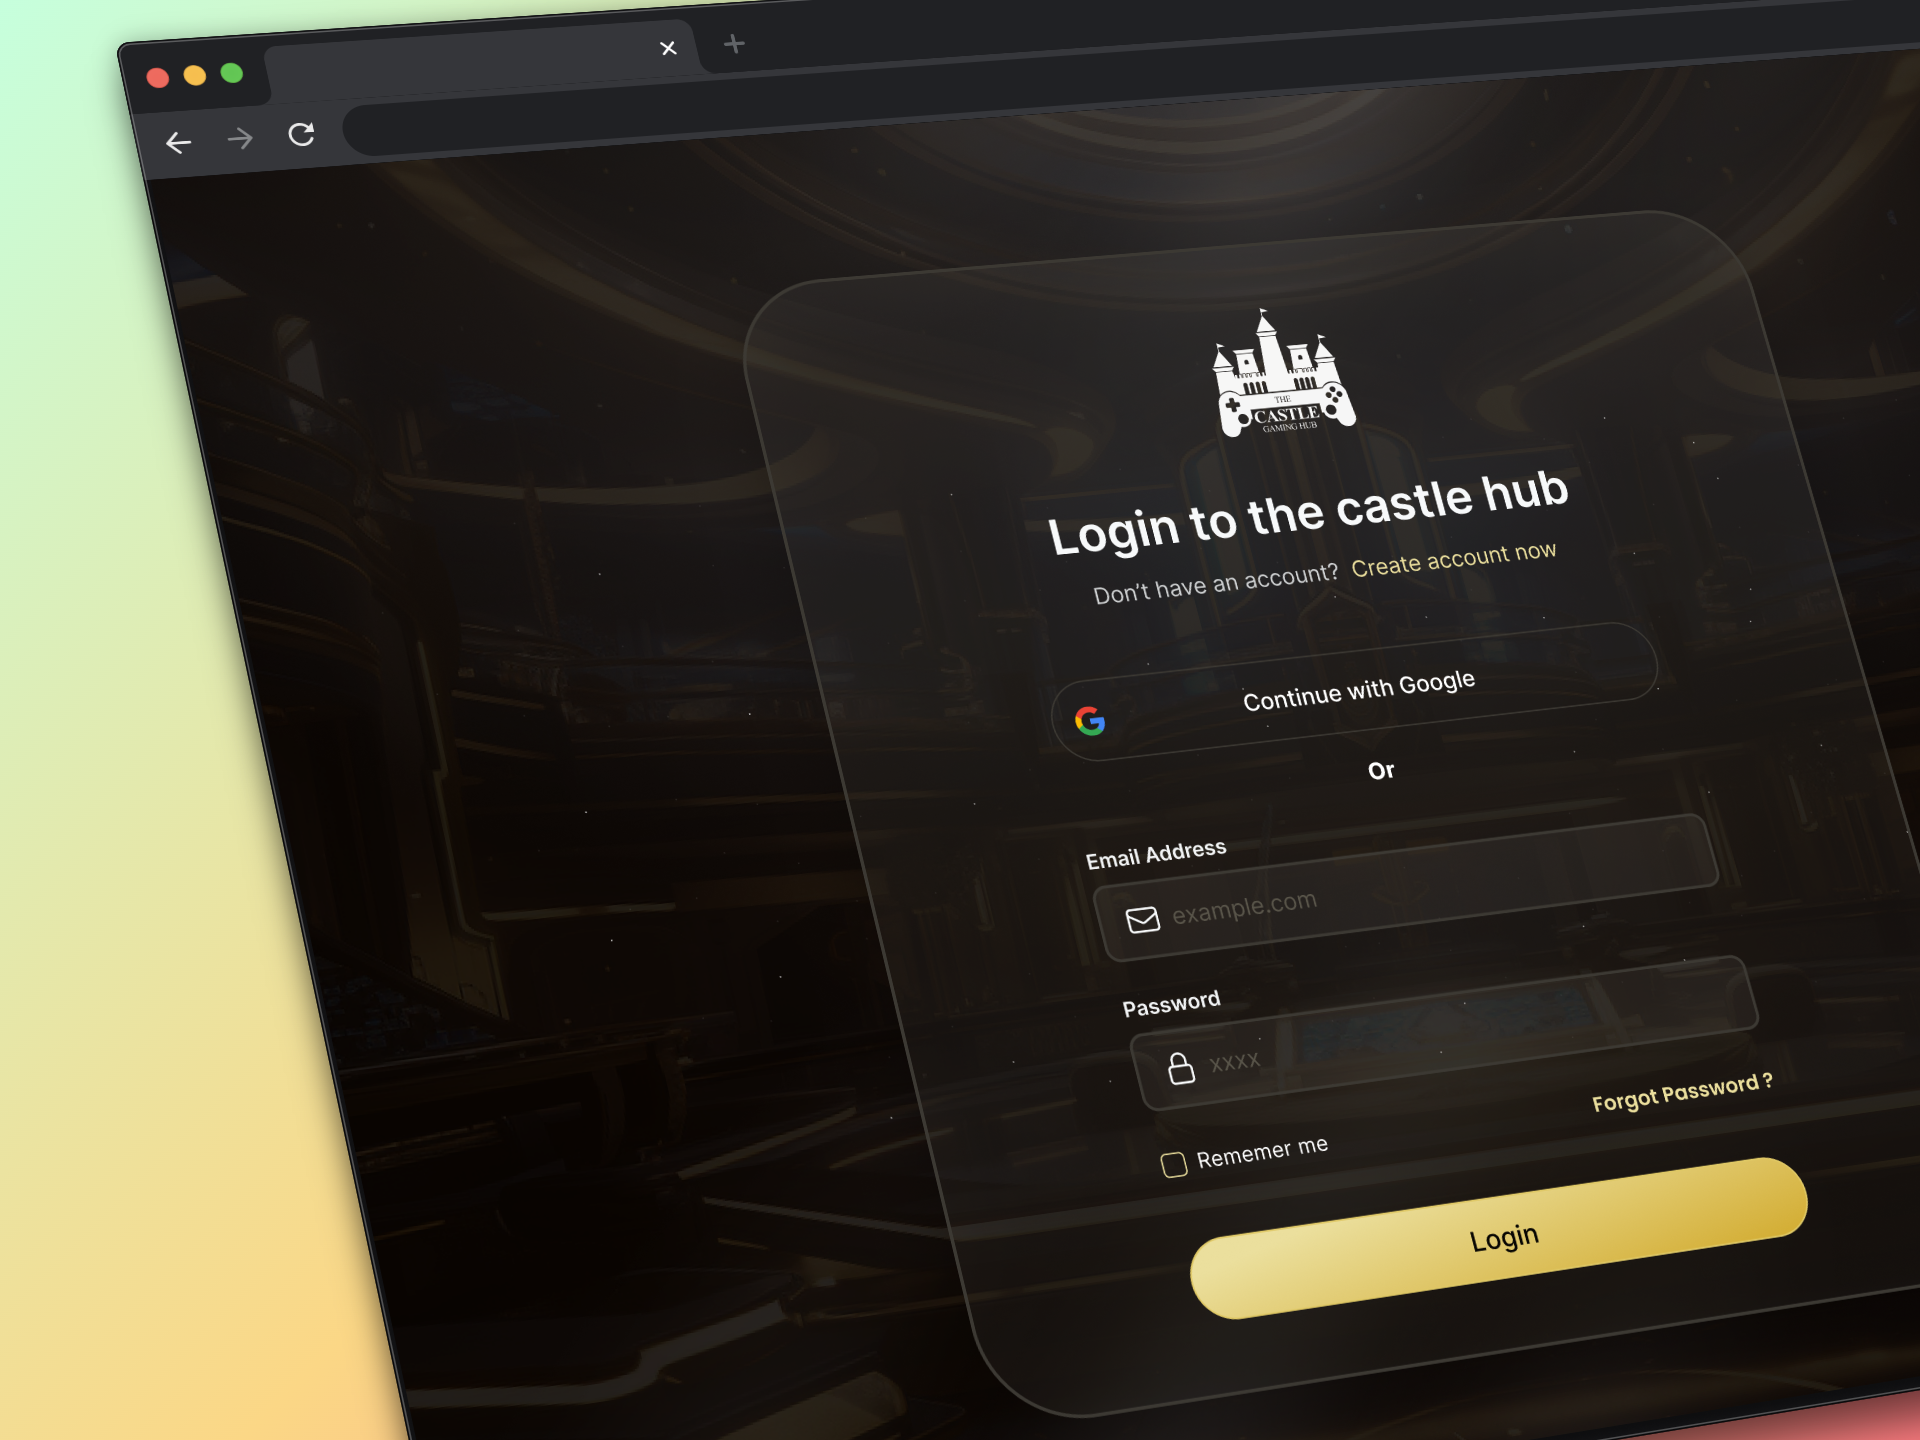 THE
CASTLE
GAMING HUB
Login to the castle hub
Don't have an account? Create account now
Continue with Google
Or
Email Address
example.com
Password
xxxx
Forgot Password ?
Rememer me
Login